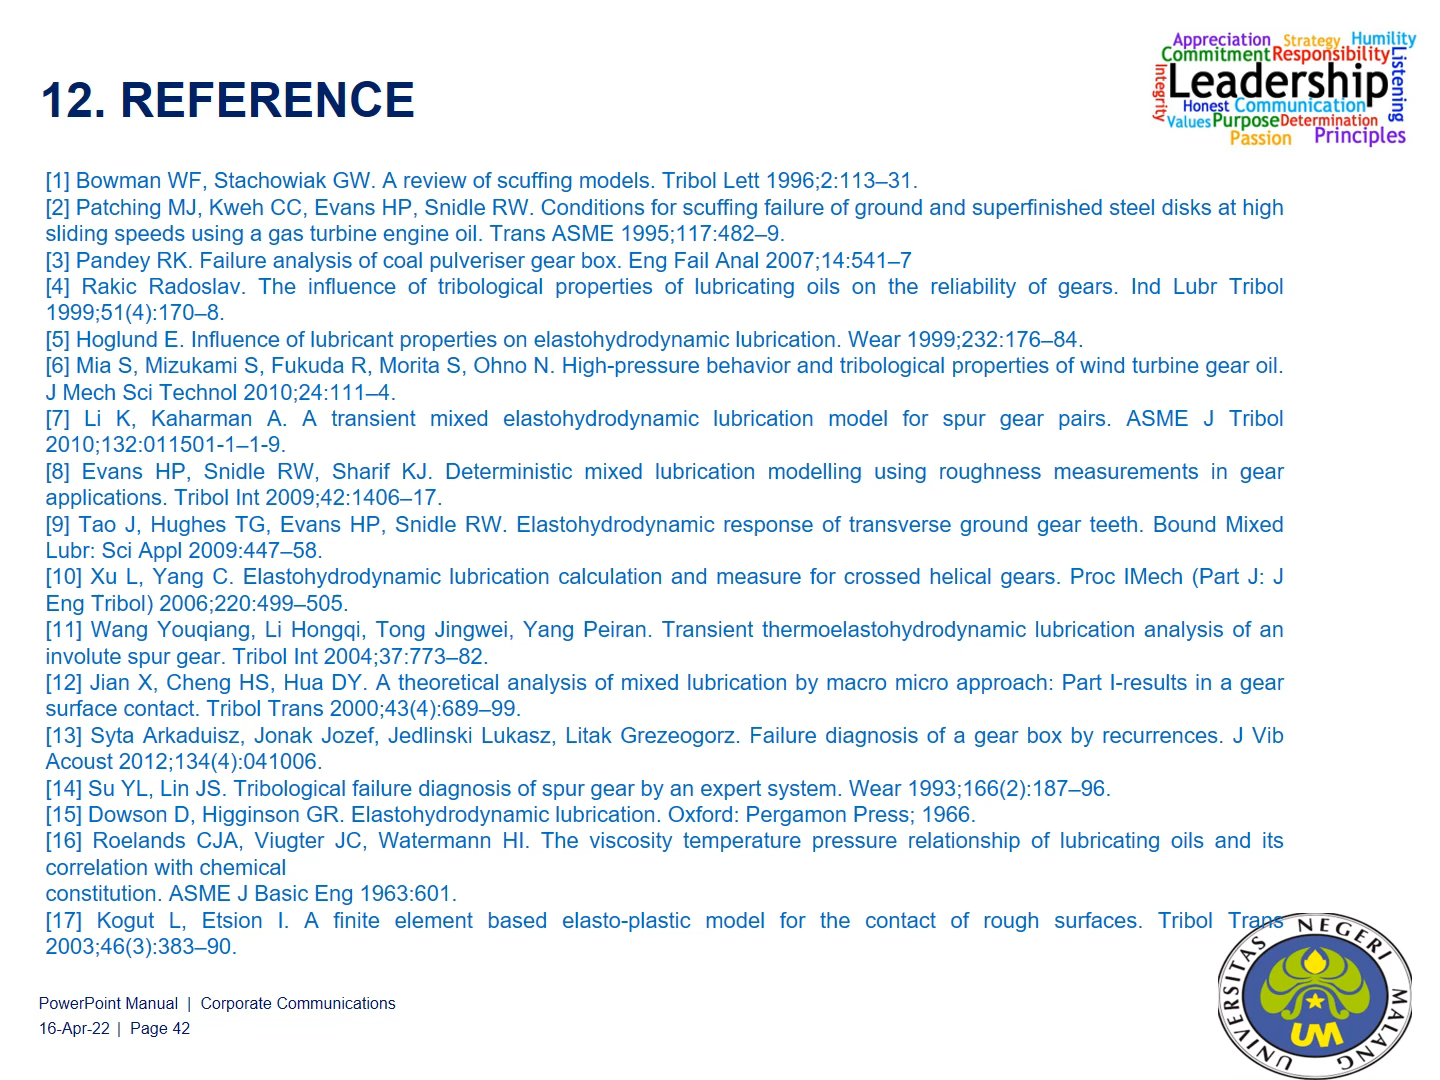 Appreciation Strategy Humility
Commitment Responsibility
Integrity
Leadership
Listening
Honest Communication
Values Purpose Determination
Passion Principles
12. REFERENCE
[1] Bowman WF, Stachowiak GW. A review of scuffing models. Tribol Lett 1996;2:113–31.
[2] Patching MJ, Kweh CC, Evans HP, Snidle RW. Conditions for scuffing failure of ground and superfinished steel disks at high
sliding speeds using a gas turbine engine oil. Trans ASME 1995;117:482–9.
[3] Pandey RK. Failure analysis of coal pulveriser gear box. Eng Fail Anal 2007;14:541–7
[4] Rakic Radoslav. The influence of tribological properties of lubricating oils on the reliability of gears. Ind Lubr Tribol
1999;51(4):170–8.
[5] Hoglund E. Influence of lubricant properties on elastohydrodynamic lubrication. Wear 1999;232:176–84.
[6] Mia S, Mizukami S, Fukuda R, Morita S, Ohno N. High-pressure behavior and tribological properties of wind turbine gear oil.
J Mech Sci Technol 2010;24:111–4.
[7] Li K, Kaharman A. A transient mixed elastohydrodynamic lubrication model for spur gear pairs. ASME J Tribol
2010;132:011501-1–1-9.
[8] Evans HP, Snidle RW, Sharif KJ. Deterministic mixed lubrication modelling using roughness measurements in gear
applications. Tribol Int 2009;42:1406–17.
[9] Tao J, Hughes TG, Evans HP, Snidle RW. Elastohydrodynamic response of transverse ground gear teeth. Bound Mixed
Lubr: Sci Appl 2009:447–58.
[10] Xu L, Yang C. Elastohydrodynamic lubrication calculation and measure for crossed helical gears. Proc IMech (Part J: J
Eng Tribol) 2006;220:499–505.
[11] Wang Youqiang, Li Hongqi, Tong Jingwei, Yang Peiran. Transient thermoelastohydrodynamic lubrication analysis of an
involute spur gear. Tribol Int 2004;37:773–82.
[12] Jian X, Cheng HS, Hua DY. A theoretical analysis of mixed lubrication by macro micro approach: Part I-results in a gear
surface contact. Tribol Trans 2000;43(4):689–99.
[13] Syta Arkaduisz, Jonak Jozef, Jedlinski Lukasz, Litak Grezeogorz. Failure diagnosis of a gear box by recurrences. J Vib
Acoust 2012;134(4):041006.
[14] Su YL, Lin JS. Tribological failure diagnosis of spur gear by an expert system. Wear 1993;166(2):187–96.
[15] Dowson D, Higginson GR. Elastohydrodynamic lubrication. Oxford: Pergamon Press; 1966.
[16] Roelands CJA, Viugter JC, Watermann HI. The viscosity temperature pressure relationship of lubricating oils and its
correlation with chemical
constitution. ASME J Basic Eng 1963:601.
[17] Kogut L, Etsion I. A finite element based elasto-plastic model for the contact of rough surfaces. Tribol Trans
2003;46(3):383–90.
UNIVERSITAS NEGERI MALANG
UM
PowerPoint Manual | Corporate Communications
16-Apr-22 | Page 42